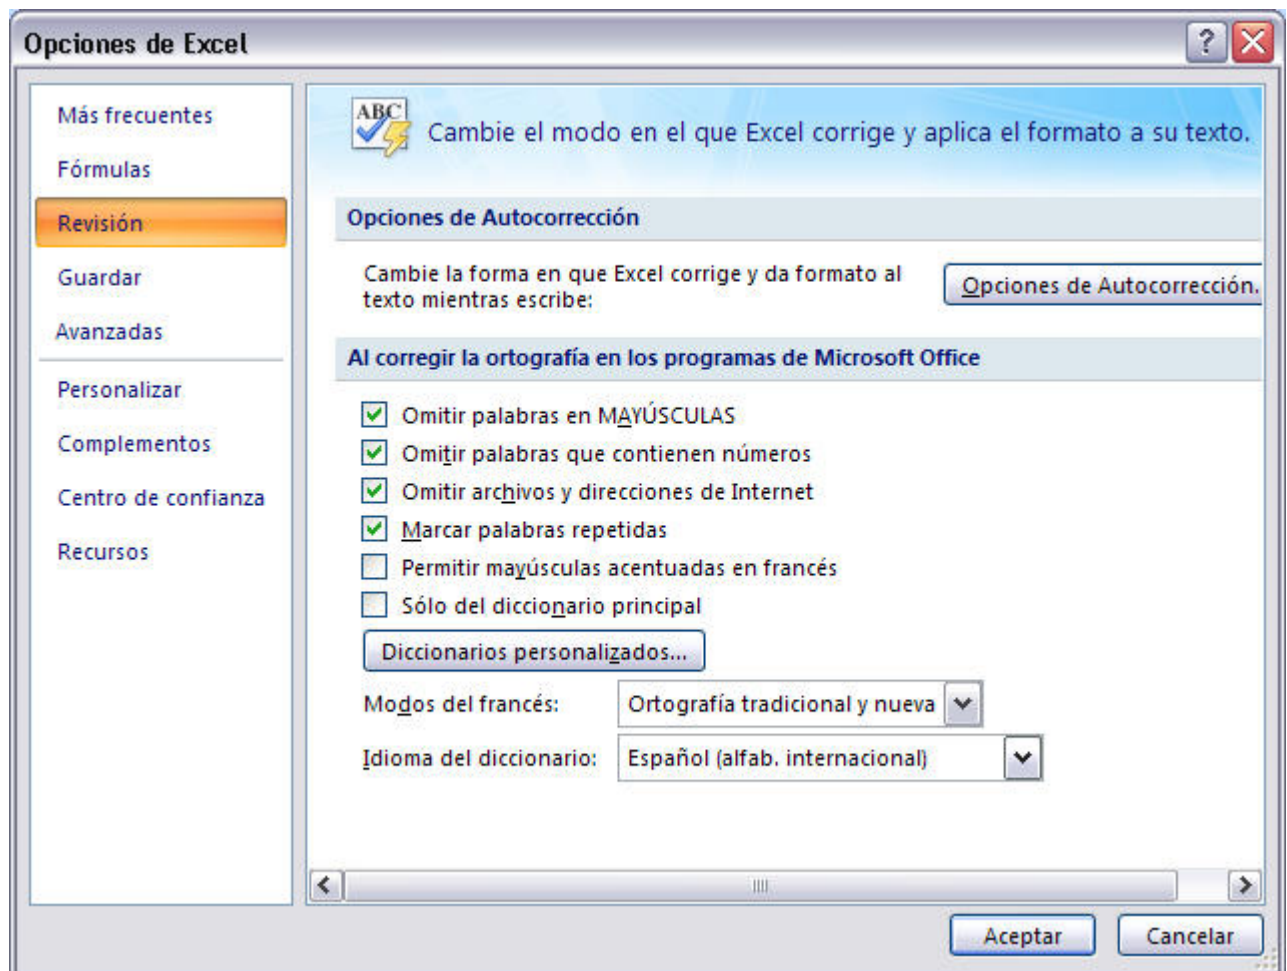 Opciones de Excel
Más frecuentes
Fórmulas
Revisión
Guardar
Avanzadas
Personalizar
Complementos
Centro de confianza
Recursos
ABC
Cambie el modo en el que Excel corrige y aplica el formato a su texto.
Opciones de Autocorrección
Cambie la forma en que Excel corrige y da formato al
texto mientras escribe:
Opciones de Autocorrección.
Al corregir la ortografía en los programas de Microsoft Office
Omitir palabras en MAYÚSCULAS
Omitir palabras que contienen números
Omitir archivos y direcciones de Internet
Marcar palabras repetidas
Permitir mayúsculas acentuadas en francés
Sólo del diccionario principal
Diccionarios personalizados...
Modos del francés:
Ortografía tradicional y nueva
Idioma del diccionario:
Español (alfab. internacional)
Aceptar
Cancelar